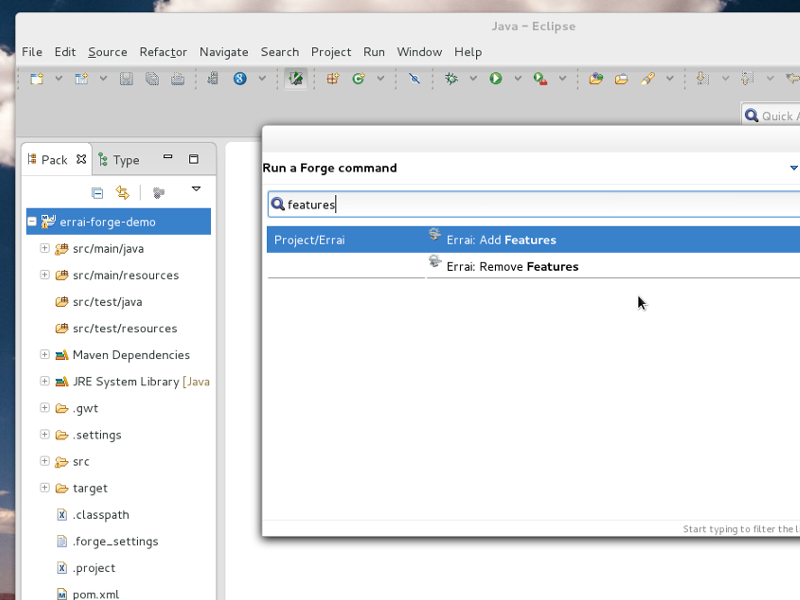 Java - Eclipse
File Edit Source Refactor Navigate Search Project Run Window Help
Quick A
Pack Type
errai-forge-demo
src/main/java
src/main/resources
src/test/java
src/test/resources
Maven Dependencies
JRE System Library [Java
.gwt
.settings
src
target
.classpath
.forge_settings
.project
pom.xml
Run a Forge command
features
Project/Errai Errai: Add Features
Errai: Remove Features
Start typing to filter the li